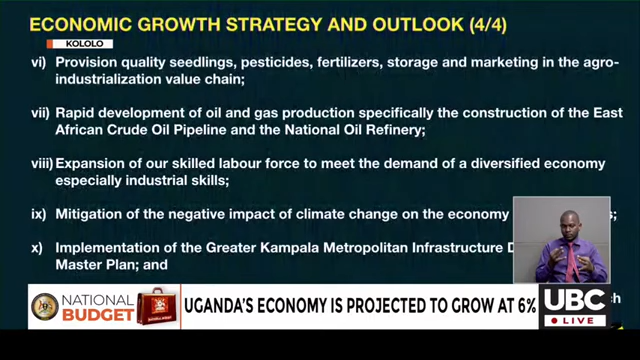 ECONOMIC GROWTH STRATEGY AND OUTLOOK (4/4)
KOLOLO
vi) Provision quality seedlings, pesticides, fertilizers, storage and marketing in the agro-
industrialization value chain;
vii) Rapid development of oil and gas production specifically the construction of the East
African Crude Oil Pipeline and the National Oil Refinery;
viii) Expansion of our skilled labour force to meet the demand of a diversified economy
especially industrial skills;
ix) Mitigation of the negative impact of climate change on the economy
x) Implementation of the Greater Kampala Metropolitan Infrastructure
Master Plan; and
NATIONAL
BUDGET
UGANDA'S ECONOMY IS PROJECTED TO GROW AT 6%
UBC
LIVE